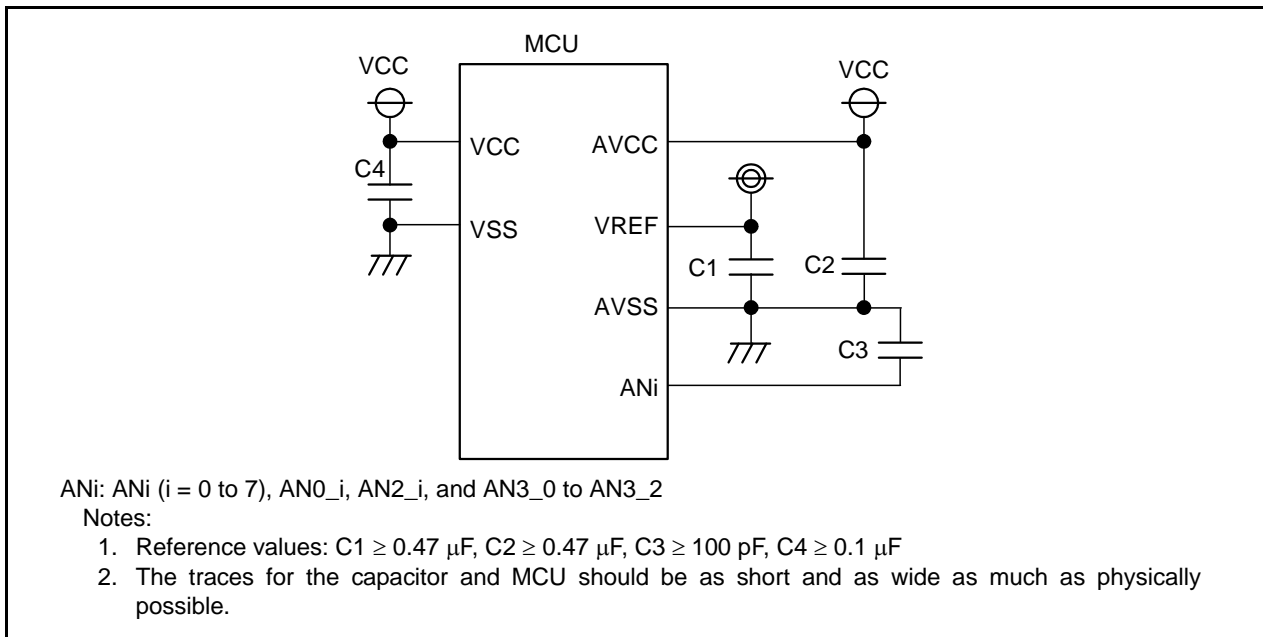 MCU
VCC
VCC
VCC
AVCC
C4
VSS
VREF
C1
C2
AVSS
C3
ANi
ANi: ANi (i = 0 to 7), AN0_i, AN2_i, and AN3_0 to AN3_2
Notes:
1. Reference values: C1 ≥ 0.47 μF, C2 ≥ 0.47 μF, C3 ≥ 100 pF, C4 ≥ 0.1 μF
2. The traces for the capacitor and MCU should be as short and as wide as much as physically
possible.